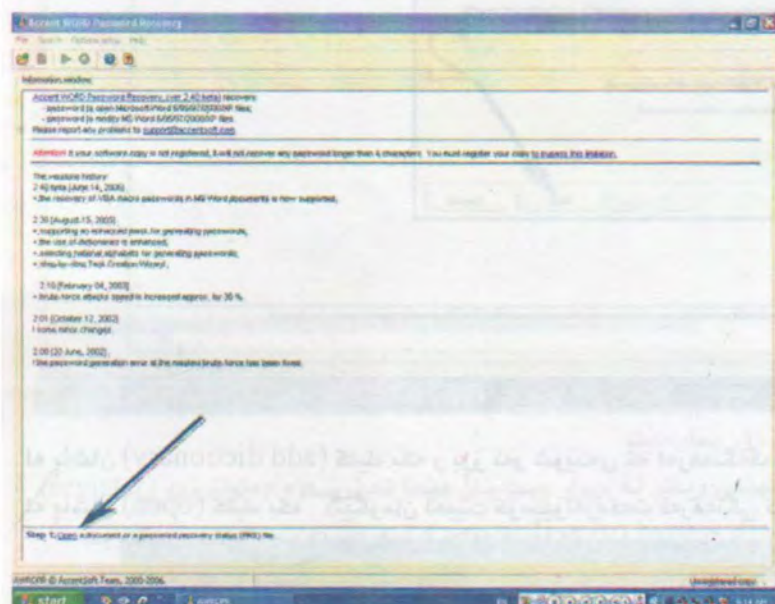 Accent WORD Password Recovery
File Search Options setup Help
Information window:
Accent WORD Password Recovery (ver 2.40 beta) recovers:
- password to open Microsoft Word 6/95/97/2000/XP files;
- password to modify MS Word 6/95/97/2000/XP files.
Please report any problems to support@accentsoft.com.
Attention! If your software copy is not registered, it will not recover any password longer than 4 characters. You must register your copy to bypass this limitation.
The versions history:
2.40 beta [June 14, 2006]
+ the recovery of VBA macro passwords in MS Word documents is now supported,
2.30 [August 15, 2003]
+ supporting an advanced mask for generating passwords,
+ the use of dictionaries is enhanced,
+ selecting national alphabets for generating passwords,
+ step-by-step Task Creation Wizard,
2.10 [February 04, 2003]
+ brute force attacks speed is increased approx. by 30 %.
2.01 [October 12, 2002]
! some minor changes.
2.00 [20 June, 2002]
! the password generation error at the masked brute-force has been fixed.
Step 1: Open a document or a password recovery status (PRS) file.
AccentSoft Team, 2000-2006.
Unregistered copy
start